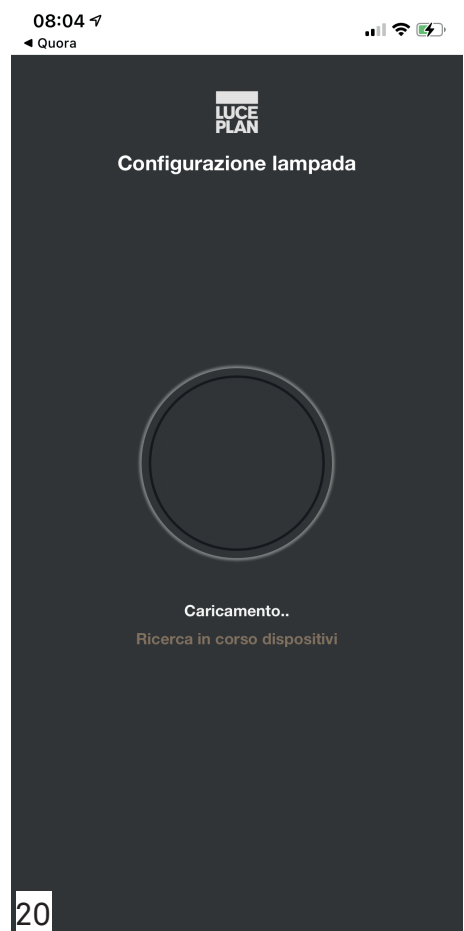 08:04
◀ Quora
LUCE
PLAN
Configurazione lampada
Caricamento..
Ricerca in corso dispositivi
20